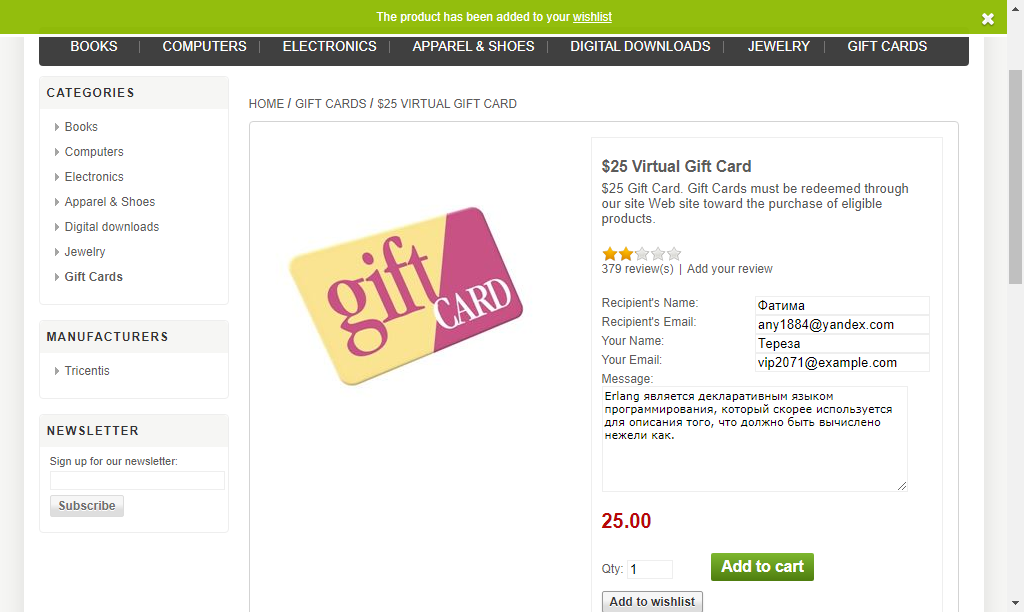 The product has been added to your wishlist
BOOKS | COMPUTERS | ELECTRONICS | APPAREL & SHOES | DIGITAL DOWNLOADS | JEWELRY | GIFT CARDS
CATEGORIES
Books
Computers
Electronics
Apparel & Shoes
Digital downloads
Jewelry
Gift Cards
MANUFACTURERS
Tricentis
NEWSLETTER
Sign up for our newsletter:
Subscribe
HOME / GIFT CARDS / $25 VIRTUAL GIFT CARD
gift CARD
$25 Virtual Gift Card
$25 Gift Card. Gift Cards must be redeemed through
our site Web site toward the purchase of eligible
products.
379 review(s) | Add your review
Recipient's Name: Фатима
Recipient's Email: any1884@yandex.com
Your Name: Тереза
Your Email: vip2071@example.com
Message:
Erlang является декларативным языком
программирования, который скорее используется
для описания того, что должно быть вычислено
нежели как.
25.00
Qty: 1 Add to cart
Add to wishlist